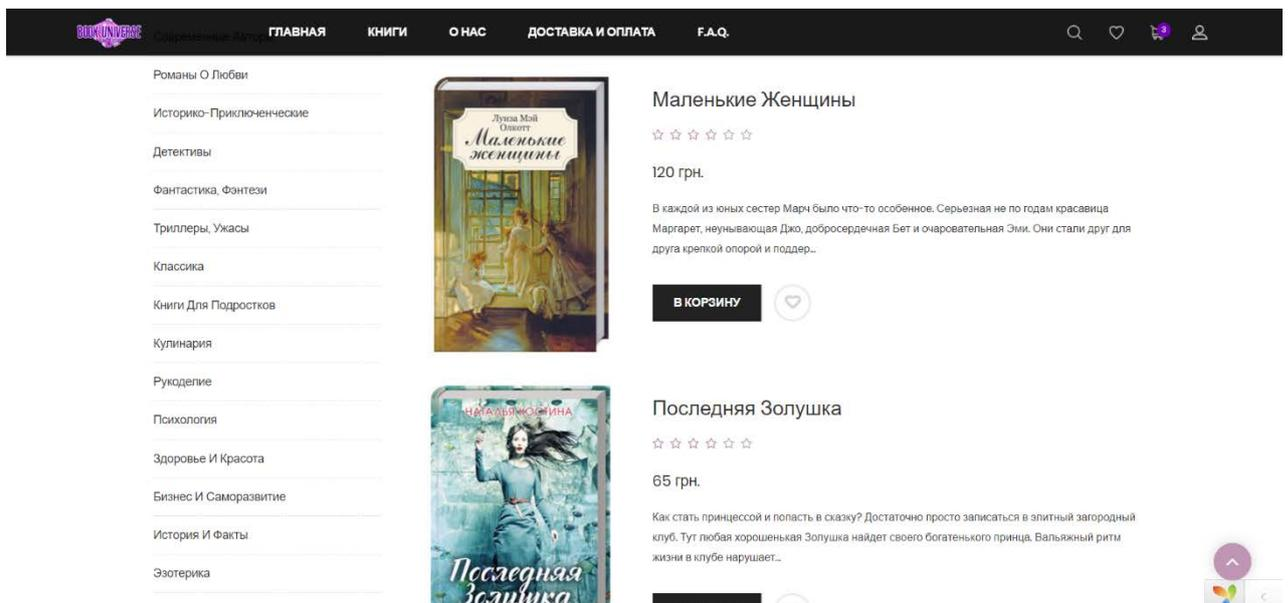 BOOK UNIVERSE
ГЛАВНАЯ
КНИГИ
О НАС
ДОСТАВКА И ОПЛАТА
F.A.Q.
3
Современные Автор
Романы О Любви
Историко-Приключенческие
Детективы
Фантастика, Фэнтези
Триллеры, Ужасы
Классика
Книги Для Подростков
Кулинария
Рукоделие
Психология
Здоровье И Красота
Бизнес И Саморазвитие
История И Факты
Эзотерика
Луиза Мэй
Олкотт
Маленькие
женщины
Маленькие Женщины
120 грн.
В каждой из юных сестер Марч было что-то особенное. Серьезная не по годам красавица
Маргарет, неунывающая Джо, добросердечная Бет и очаровательная Эми. Они стали друг для
друга крепкой опорой и поддер...
В КОРЗИНУ
НАТАЛЬЯ КОСТИНА
Последняя
Золушка
Последняя Золушка
65 грн.
Как стать принцессой и попасть в сказку? Достаточно просто записаться в элитный загородный
клуб. Тут любая хорошенькая Золушка найдет своего богатенького принца. Вальяжный ритм
жизни в клубе нарушает...